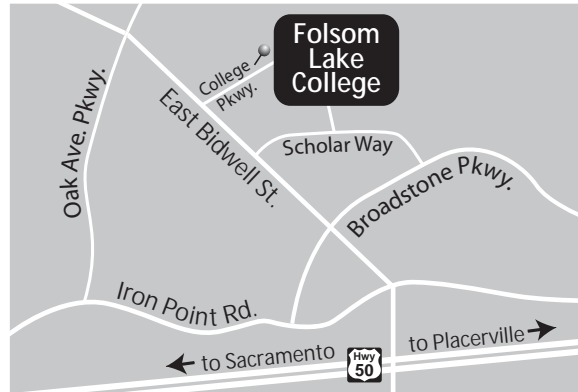 Folsom
Lake
College
College
Pkwy.
Oak Ave. Pkwy.
East Bidwell St.
Scholar Way
Broadstone Pkwy.
Iron Point Rd.
to Sacramento
Hwy
50
to Placerville